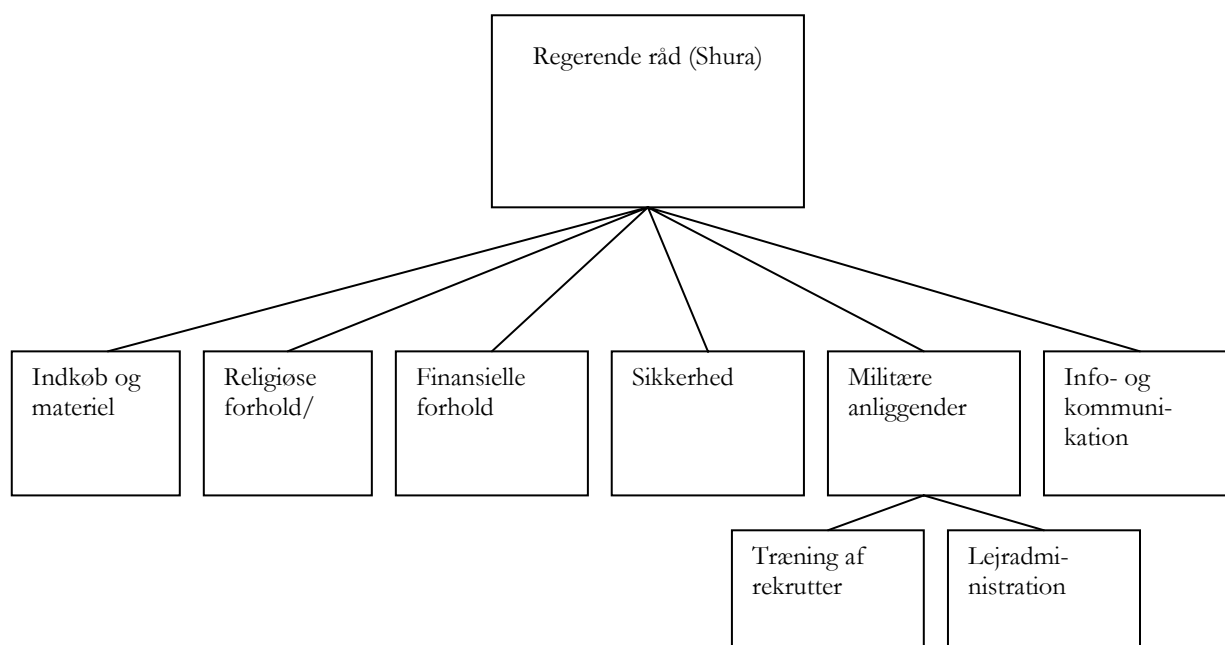 Regerende råd (Shura)
Indkøb og
materiel
Religiøse
forhold/
Finansielle
forhold
Sikkerhed
Militære
anliggender
Info- og
kommuni-
kation
Træning af
rekrutter
Lejradmi-
nistration